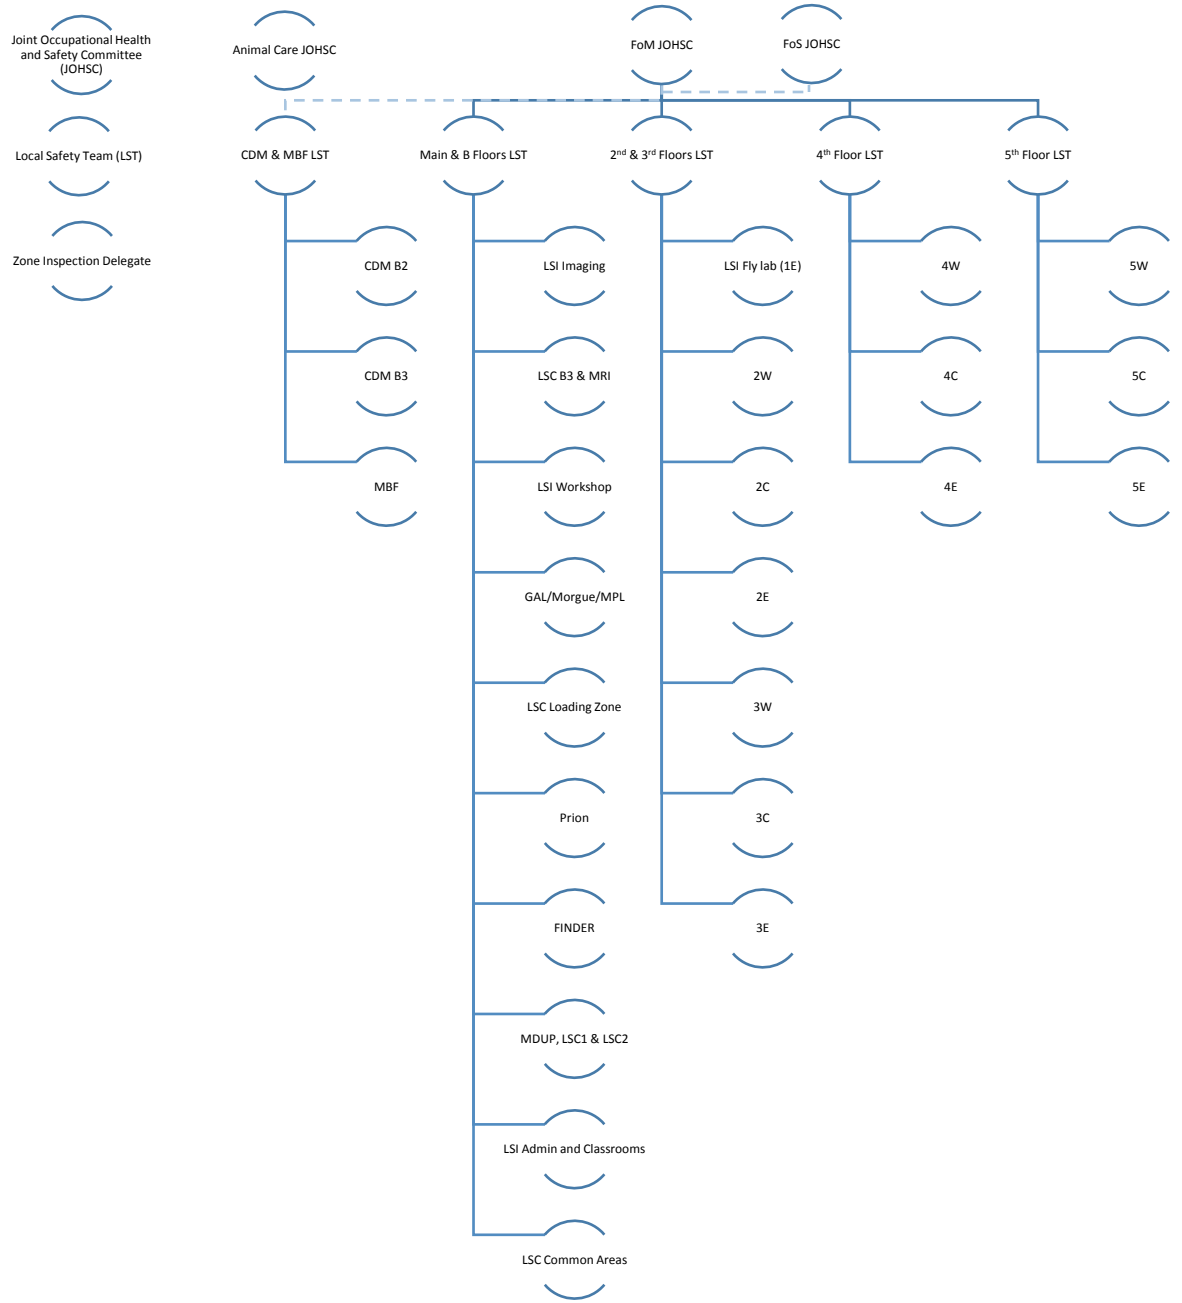 Joint Occupational Health
and Safety Committee
(JOHSC)
Local Safety Team (LST)
Zone Inspection Delegate
Animal Care JOHSC
FoM JOHSC
FoS JOHSC
CDM & MBF LST
CDM B2
CDM B3
MBF
Main & B Floors LST
LSI Imaging
LSC B3 & MRI
LSI Workshop
GAL/Morgue/MPL
LSC Loading Zone
Prion
FINDER
MDUP, LSC1 & LSC2
LSI Admin and Classrooms
LSC Common Areas
2nd & 3rd Floors LST
LSI Fly lab (1E)
2W
2C
2E
3W
3C
3E
4th Floor LST
4W
4C
4E
5th Floor LST
5W
5C
5E